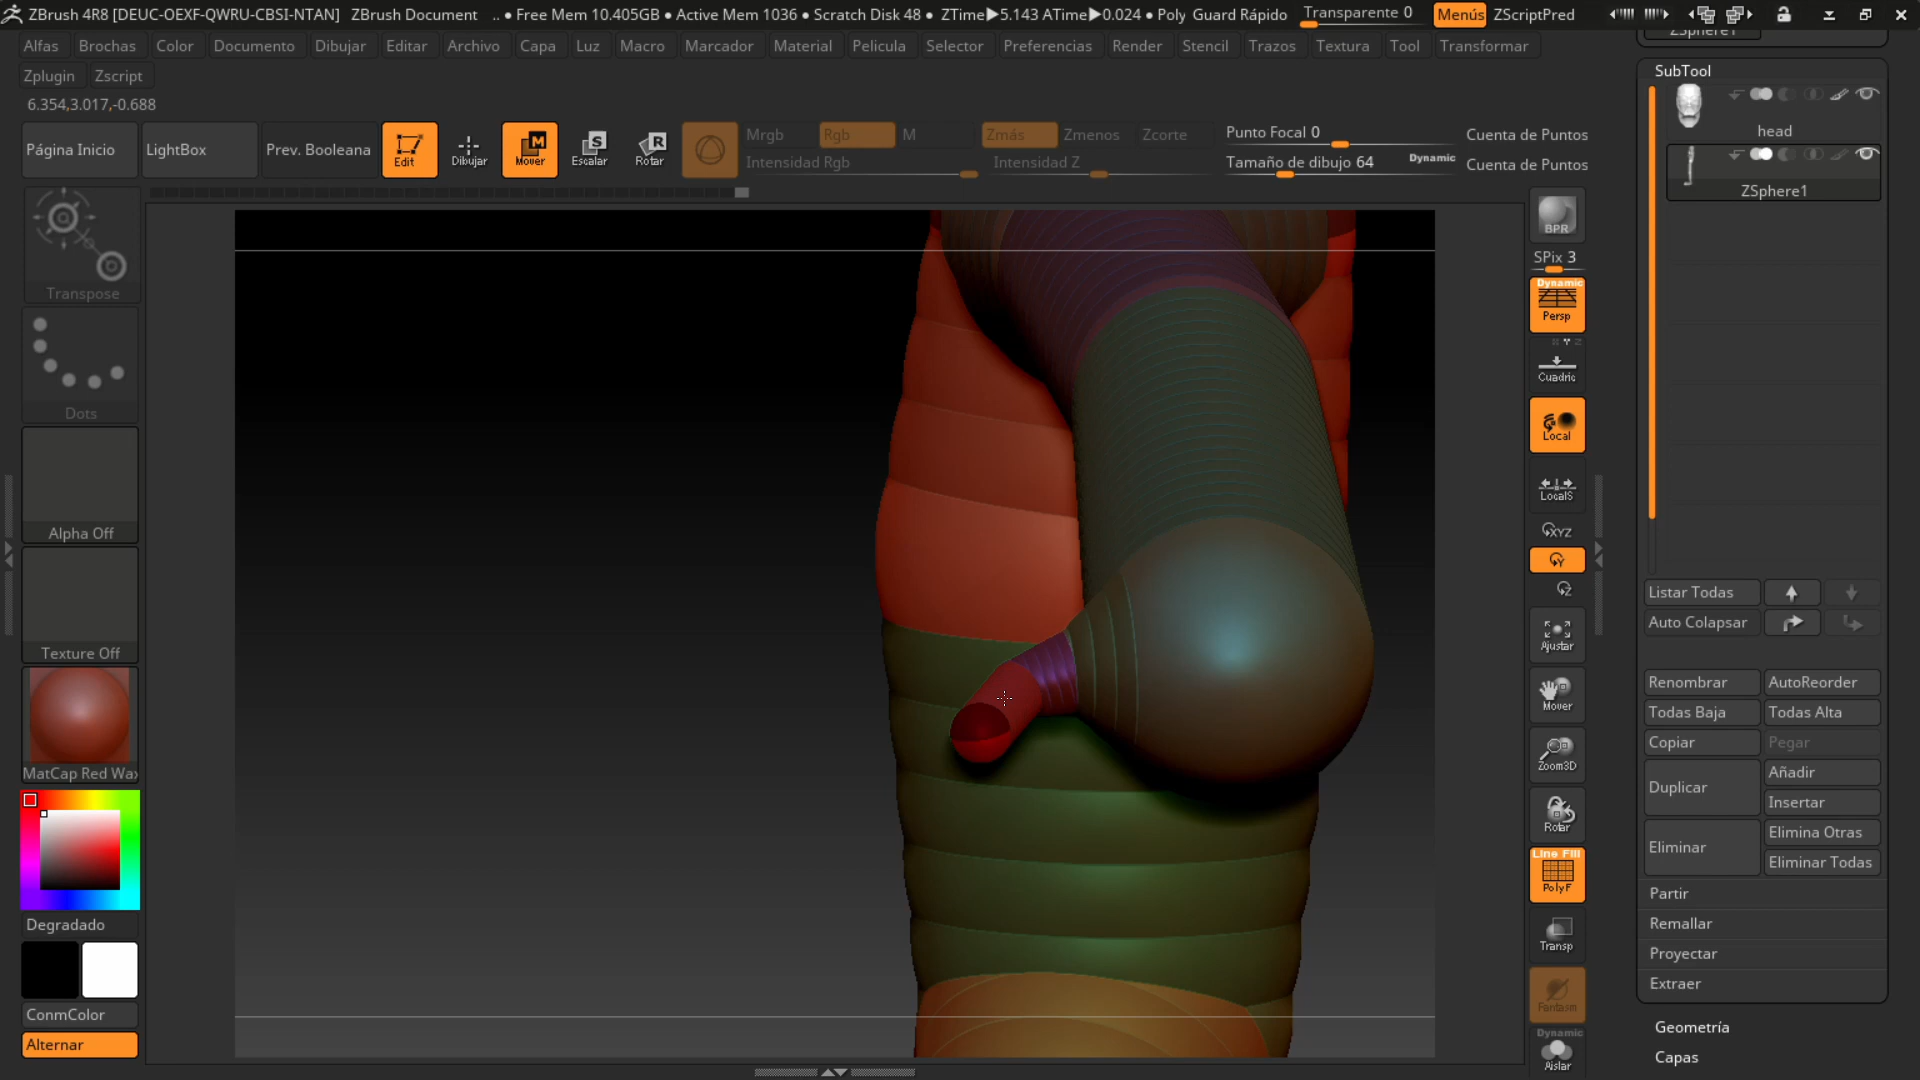 ZBrush 4R8 [DEUC-OEXF-QWRU-CBSI-NTAN] ZBrush Document .. ● Free Mem 10.405GB ● Active Mem 1036 ● Scratch Disk 48 ● ZTime▶5.143 ATime▶0.024 ● Poly Guard Rápido Transparente 0 Menús ZScriptPred
Alfas Brochas Color Documento Dibujar Editar Archivo Capa Luz Macro Marcador Material Pelicula Selector Preferencias Render Stencil Trazos Textura Tool Transformar
Zplugin Zscript
6.354,3.017,-0.688
Página Inicio LightBox Prev. Booleana Edit Dibujar Mover Escalar Rotar
Mrgb Rgb M Zmás Zmenos Zcorte Punto Focal 0 Cuenta de Puntos
Intensidad Rgb Intensidad Z Tamaño de dibujo 64 Dynamic Cuenta de Puntos
Transpose
Dots
Alpha Off
Texture Off
MatCap Red Wax
Degradado
ConmColor
Alternar
BPR
SPix 3
Dynamic
Persp
Cuadric
Local
LocalS
XYZ
Y
Z
Ajustar
Mover
Zoom3D
Rotar
Line Fill
PolyF
Transp
Fantasm
Dynamic
Aislar
ZSphere1
SubTool
head
ZSphere1
Listar Todas
Auto Colapsar
Renombrar AutoReorder
Todas Baja Todas Alta
Copiar Pegar
Duplicar Añadir
Insertar
Eliminar Elimina Otras
Eliminar Todas
Partir
Remallar
Proyectar
Extraer
Geometría
Capas